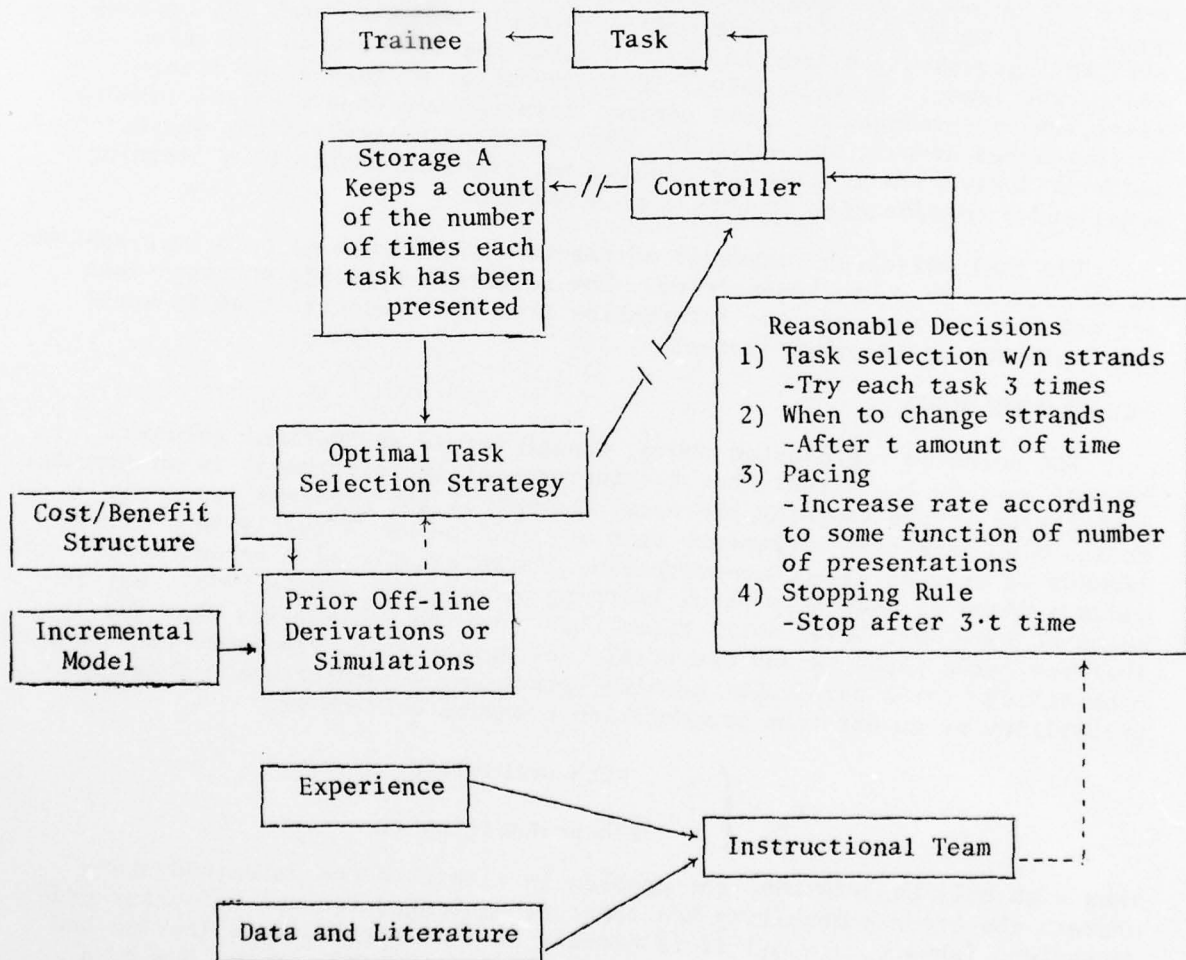 Trainee
Task
Storage A
Keeps a count
of the number
of times each
task has been
presented
Controller
Reasonable Decisions
1) Task selection w/n strands
-Try each task 3 times
2) When to change strands
-After t amount of time
3) Pacing
-Increase rate according
to some function of number
of presentations
4) Stopping Rule
-Stop after 3·t time
Optimal Task
Selection Strategy
Cost/Benefit
Structure
Incremental
Model
Prior Off-line
Derivations or
Simulations
Experience
Instructional Team
Data and Literature